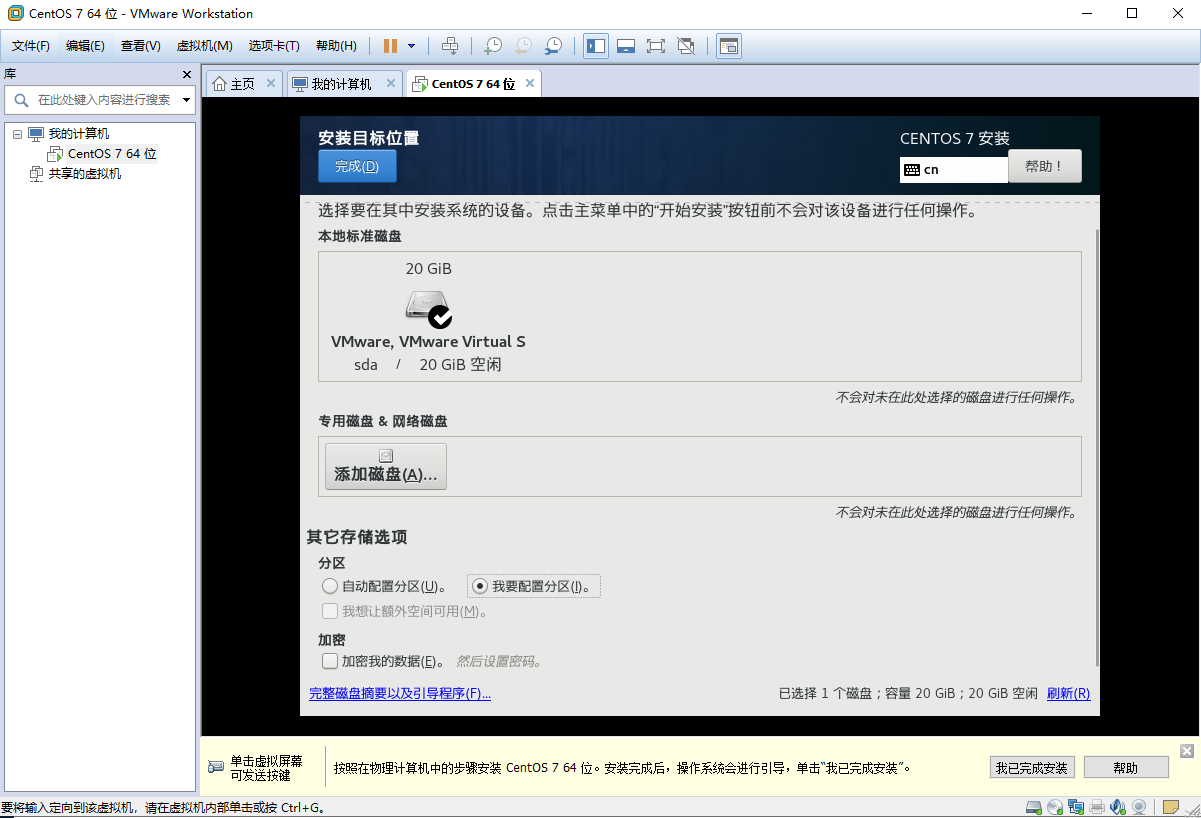 CentOS 7 64 位 - VMware Workstation
文件(F) 编辑(E) 查看(V) 虚拟机(M) 选项卡(T) 帮助(H)
库
在此处键入内容进行搜索
我的计算机
CentOS 7 64 位
共享的虚拟机
主页 我的计算机 CentOS 7 64 位
安装目标位置
完成(D)
CENTOS 7 安装
cn
帮助！
选择要在其中安装系统的设备。点击主菜单中的“开始安装”按钮前不会对该设备进行任何操作。
本地标准磁盘
20 GiB
VMware, VMware Virtual S
sda / 20 GiB 空闲
不会对未在此处选择的磁盘进行任何操作。
专用磁盘 & 网络磁盘
添加磁盘(A)...
不会对未在此处选择的磁盘进行任何操作。
其它存储选项
分区
自动配置分区(U)。 我要配置分区(I)。
我想让额外空间可用(M)。
加密
加密我的数据(E)。 然后设置密码。
完整磁盘摘要以及引导程序(F)...
已选择 1 个磁盘；容量 20 GiB；20 GiB 空闲 刷新(R)
单击虚拟屏幕
可发送按键
按照在物理计算机中的步骤安装 CentOS 7 64 位。安装完成后，操作系统会进行引导，单击“我已完成安装”。
我已完成安装 帮助
要将输入定向到该虚拟机，请在虚拟机内部单击或按 Ctrl+G。